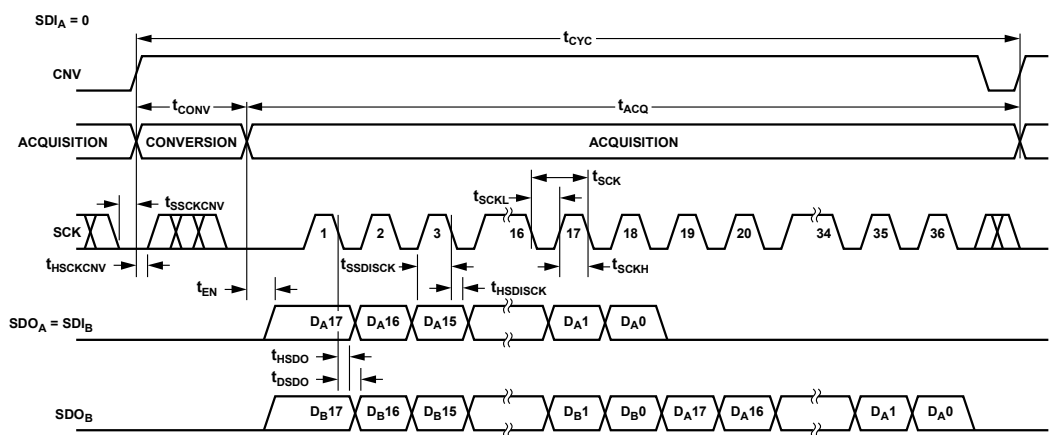 SDIA = 0
tCYC
CNV
tCONV
tACQ
ACQUISITION
CONVERSION
ACQUISITION
tSCK
tSCKL
tSSCKCNV
SCK
1 2 3 16 17 18 19 20 34 35 36
tHSCKCNV
tSSDISCK
tSCKH
tEN
tHSDISCK
SDOA = SDIB
DA17 DA16 DA15 DA1 DA0
tHSDO
tDSDO
SDOB
DB17 DB16 DB15 DB1 DB0 DA17 DA16 DA1 DA0